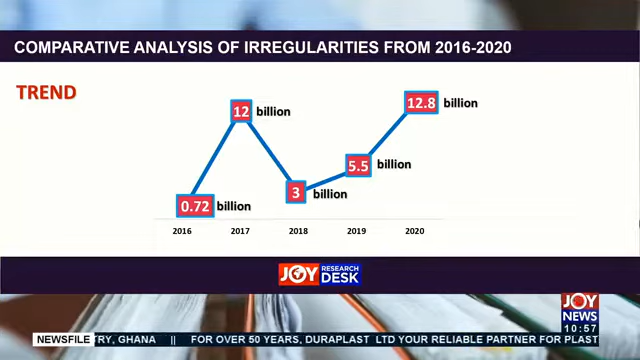 COMPARATIVE ANALYSIS OF IRREGULARITIES FROM 2016-2020
TREND
0.72 billion
12 billion
3 billion
5.5 billion
12.8 billion
2016 2017 2018 2019 2020
JOY RESEARCH DESK
JOY
NEWS
10:57
NEWSFILE TRY, GHANA || FOR OVER 50 YEARS, DURAPLAST LTD YOUR RELIABLE PARTNER FOR PLAST